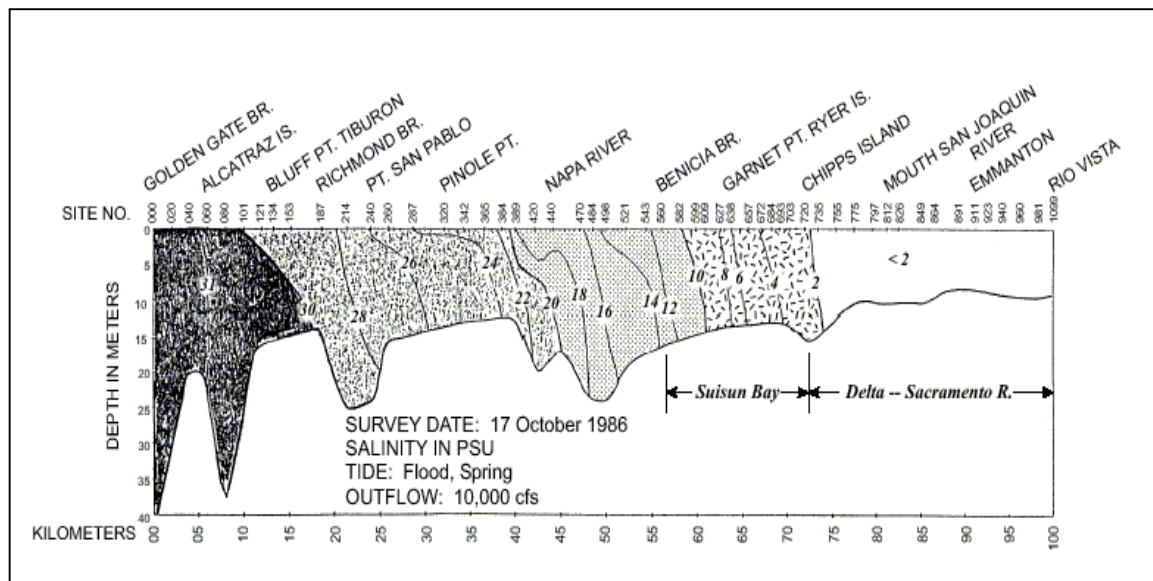 GOLDEN GATE BR.
ALCATRAZ IS.
BLUFF PT. TIBURON
RICHMOND BR.
PT. SAN PABLO
PINOLE PT.
NAPA RIVER
BENICIA BR.
GARNET PT. RYER IS.
CHIPPS ISLAND
MOUTH SAN JOAQUIN
RIVER
EMMANTON
RIO VISTA
SITE NO. 000 020 040 060 080 101 121 134 153 187 214 240 260 287 320 342 365 384 389 420 440 470 484 498 521 543 560 582 599 609 627 638 657 672 684 693 703 720 735 755 775 797 812 826 849 864 891 911 923 940 960 981 1099
DEPTH IN METERS
0
5
10
15
20
25
30
35
40
31 30 28 26 24 22 20 18 16 14 12 10 8 6 4 2 < 2
Suisun Bay
Delta -- Sacramento R.
SURVEY DATE: 17 October 1986
SALINITY IN PSU
TIDE: Flood, Spring
OUTFLOW: 10,000 cfs
KILOMETERS 00 05 10 15 20 25 30 35 40 45 50 55 60 65 70 75 80 85 90 95 100